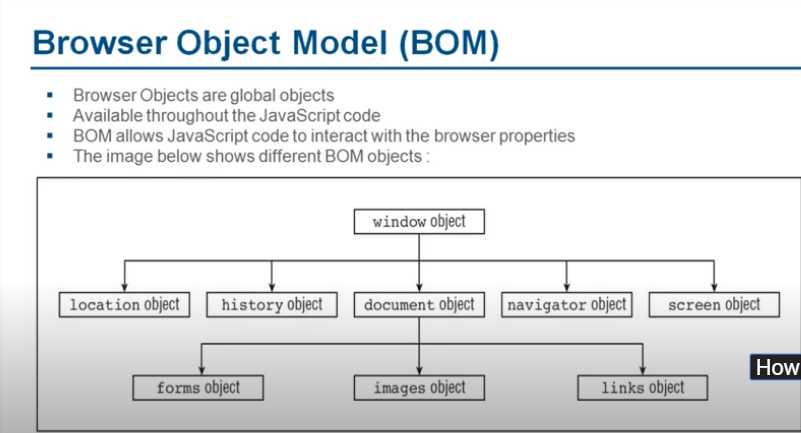 Browser Object Model (BOM)
▪ Browser Objects are global objects
▪ Available throughout the JavaScript code
▪ BOM allows JavaScript code to interact with the browser properties
▪ The image below shows different BOM objects :
window object
location object
history object
document object
navigator object
screen object
forms object
images object
links object
How